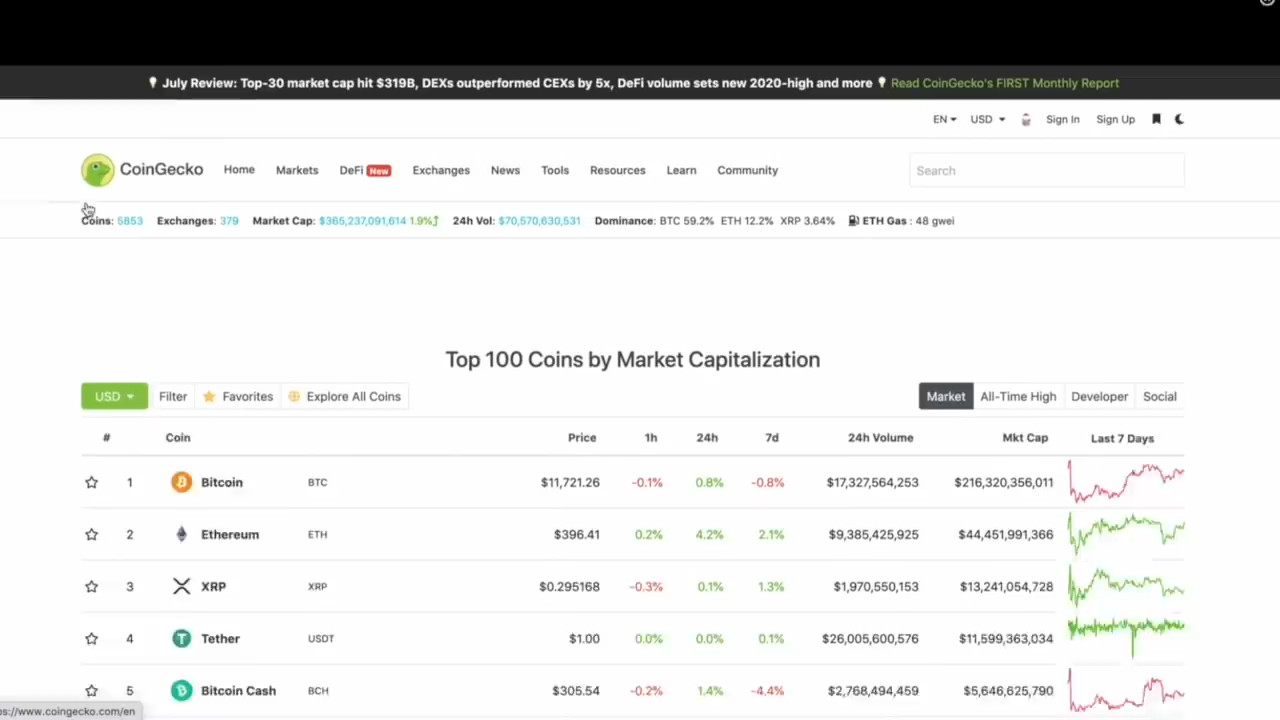 July Review: Top-30 market cap hit $319B, DEXs outperformed CEXs by 5x, DeFi volume sets new 2020-high and more Read CoinGecko's FIRST Monthly Report
EN USD Sign In Sign Up
CoinGecko Home Markets DeFi New Exchanges News Tools Resources Learn Community Search
Coins: 5853 Exchanges: 379 Market Cap: $365,237,091,614 1.9% 24h Vol: $70,570,630,531 Dominance: BTC 59.2% ETH 12.2% XRP 3.64% ETH Gas : 48 gwei
Top 100 Coins by Market Capitalization
USD Filter Favorites Explore All Coins Market All-Time High Developer Social
# Coin Price 1h 24h 7d 24h Volume Mkt Cap Last 7 Days
1 Bitcoin BTC $11,721.26 -0.1% 0.8% -0.8% $17,327,564,253 $216,320,356,011
2 Ethereum ETH $396.41 0.2% 4.2% 2.1% $9,385,425,925 $44,451,991,366
3 XRP XRP $0.295168 -0.3% 0.1% 1.3% $1,970,550,153 $13,241,054,728
4 Tether USDT $1.00 0.0% 0.0% 0.1% $26,005,600,576 $11,599,363,034
5 Bitcoin Cash BCH $305.54 -0.2% 1.4% -4.4% $2,768,494,459 $5,646,625,790
ps://www.coingecko.com/en